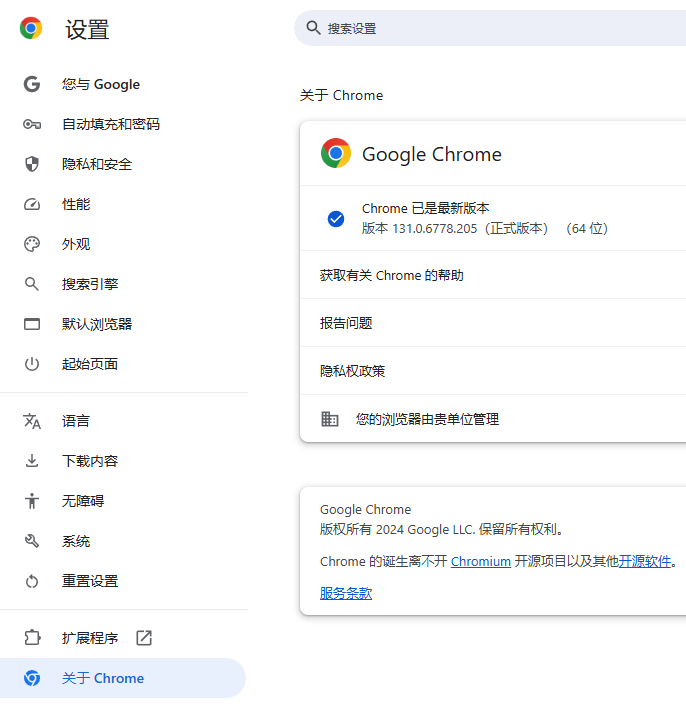 设置
搜索设置
您与 Google
自动填充和密码
隐私和安全
性能
外观
搜索引擎
默认浏览器
起始页面
语言
下载内容
无障碍
系统
重置设置
扩展程序
关于 Chrome
关于 Chrome
Google Chrome
Chrome 已是最新版本
版本 131.0.6778.205（正式版本） （64 位）
获取有关 Chrome 的帮助
报告问题
隐私权政策
您的浏览器由贵单位管理
Google Chrome
版权所有 2024 Google LLC. 保留所有权利。
Chrome 的诞生离不开 Chromium 开源项目以及其他开源软件。
服务条款